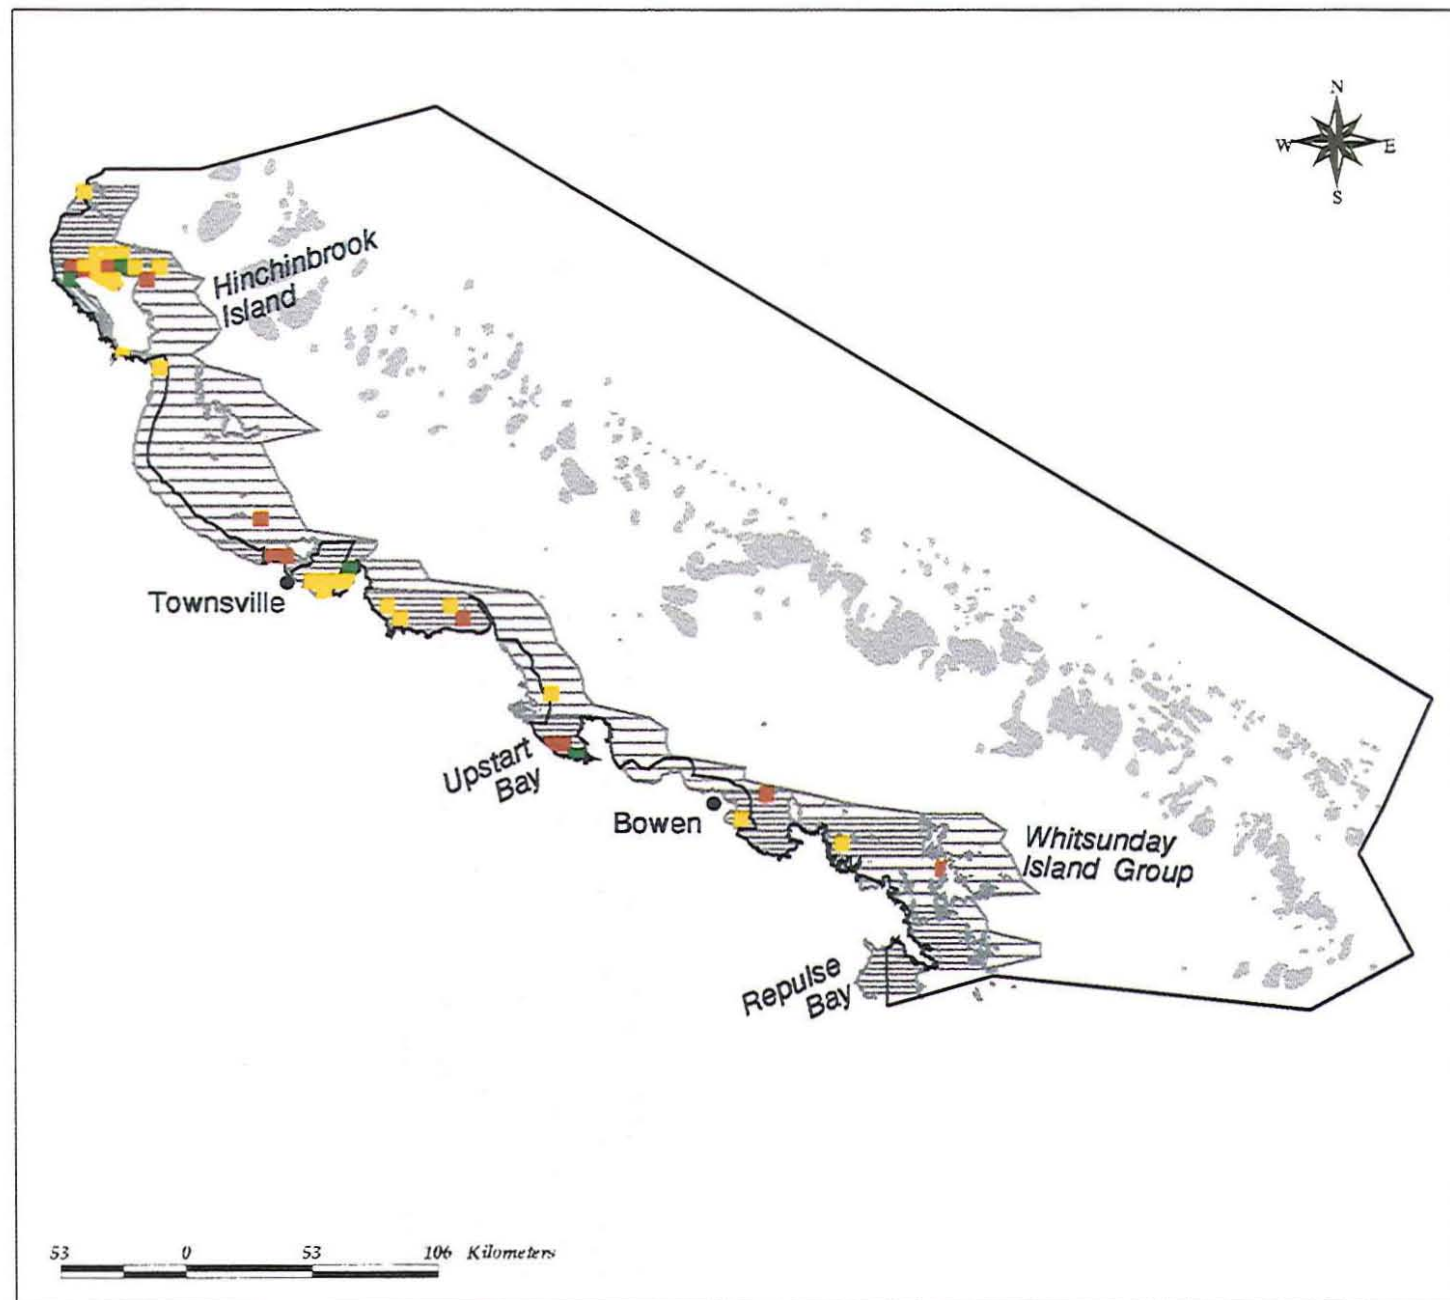 N
W E
S
Hinchinbrook
Island
Townsville
Upstart
Bay
Bowen
Whitsunday
Island Group
Repulse
Bay
53 0 53 106 Kilometers